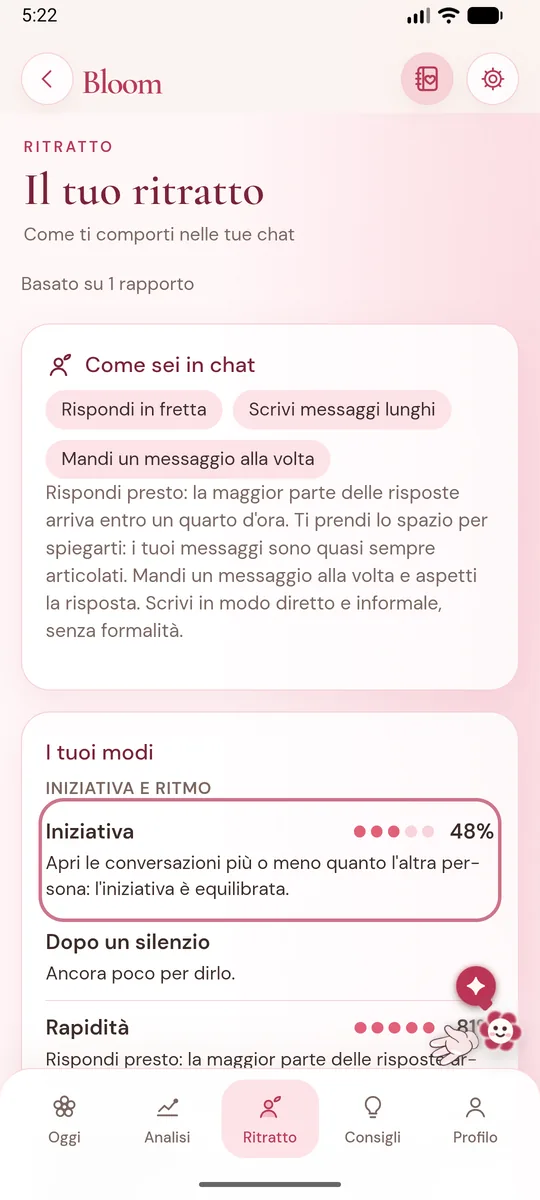 5:22
Bloom
RITRATTO
Il tuo ritratto
Come ti comporti nelle tue chat
Basato su 1 rapporto
Come sei in chat
Rispondi in fretta
Scrivi messaggi lunghi
Mandi un messaggio alla volta
Rispondi presto: la maggior parte delle risposte
arriva entro un quarto d'ora. Ti prendi lo spazio per
spiegarti: i tuoi messaggi sono quasi sempre
articolati. Mandi un messaggio alla volta e aspetti
la risposta. Scrivi in modo diretto e informale,
senza formalità.
I tuoi modi
INIZIATIVA E RITMO
Iniziativa 48%
Apri le conversazioni più o meno quanto l'altra per-
sona: l'iniziativa è equilibrata.
Dopo un silenzio
Ancora poco per dirlo.
Rapidità
Rispondi presto: la maggior parte delle risposte
Oggi
Analisi
Ritratto
Consigli
Profilo